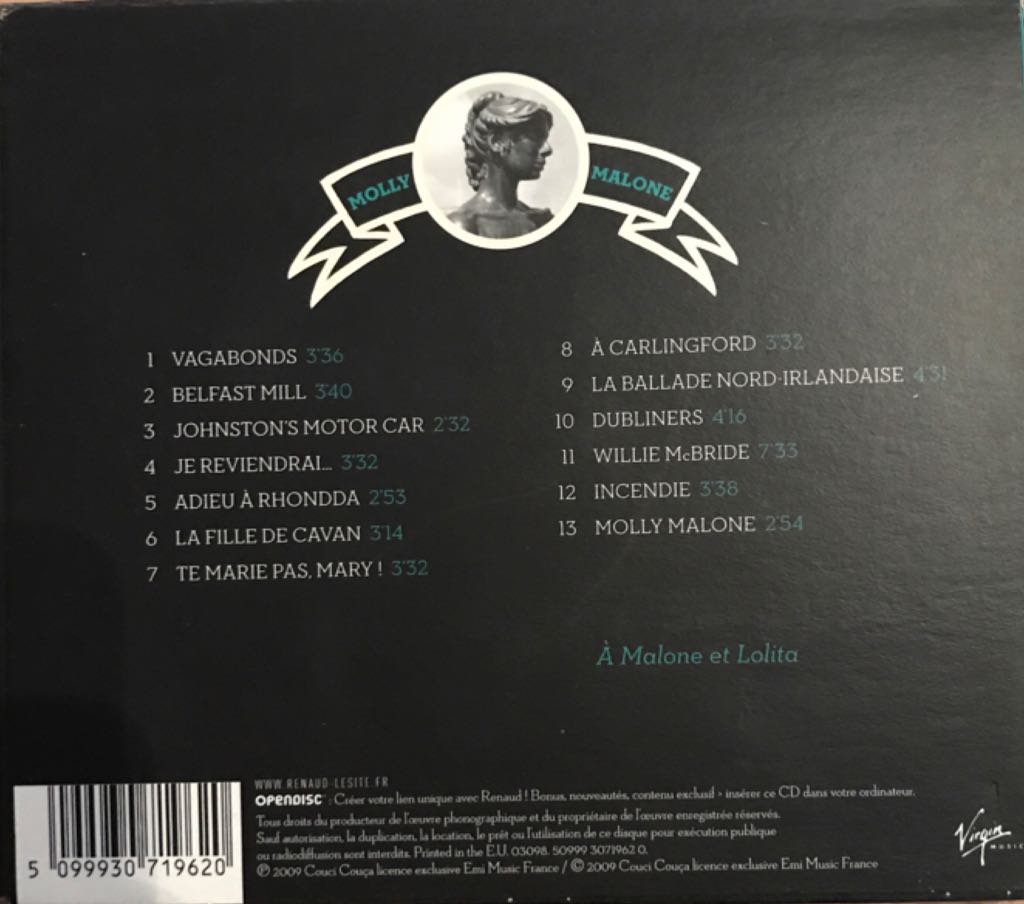 MOLLY MALONE
1 VAGABONDS 3'36
2 BELFAST MILL 3'40
3 JOHNSTON'S MOTOR CAR 2'32
4 JE REVIENDRAI... 3'32
5 ADIEU À RHONDDA 2'53
6 LA FILLE DE CAVAN 3'14
7 TE MARIE PAS, MARY ! 3'32
8 À CARLINGFORD 3'32
9 LA BALLADE NORD-IRLANDAISE 4'31
10 DUBLINERS 4'16
11 WILLIE McBRIDE 7'33
12 INCENDIE 3'38
13 MOLLY MALONE 2'54
À Malone et Lolita
WWW.RENAUD-LESITE.FR
OPENDISC™ : Créer votre lien unique avec Renaud ! Bonus, nouveautés, contenu exclusif > insérer ce CD dans votre ordinateur.
Tous droits du producteur de l'œuvre phonographique et du propriétaire de l'œuvre enregistrée réservés.
Sauf autorisation, la duplication, la location, le prêt ou l'utilisation de ce disque pour exécution publique
ou radiodiffusion sont interdits. Printed in the E.U. 03098. 50999 3071962 0.
℗ 2009 Couci Couça licence exclusive Emi Music France / © 2009 Couci Couça licence exclusive Emi Music France
5 099930 719620
Virgin
MUSIC